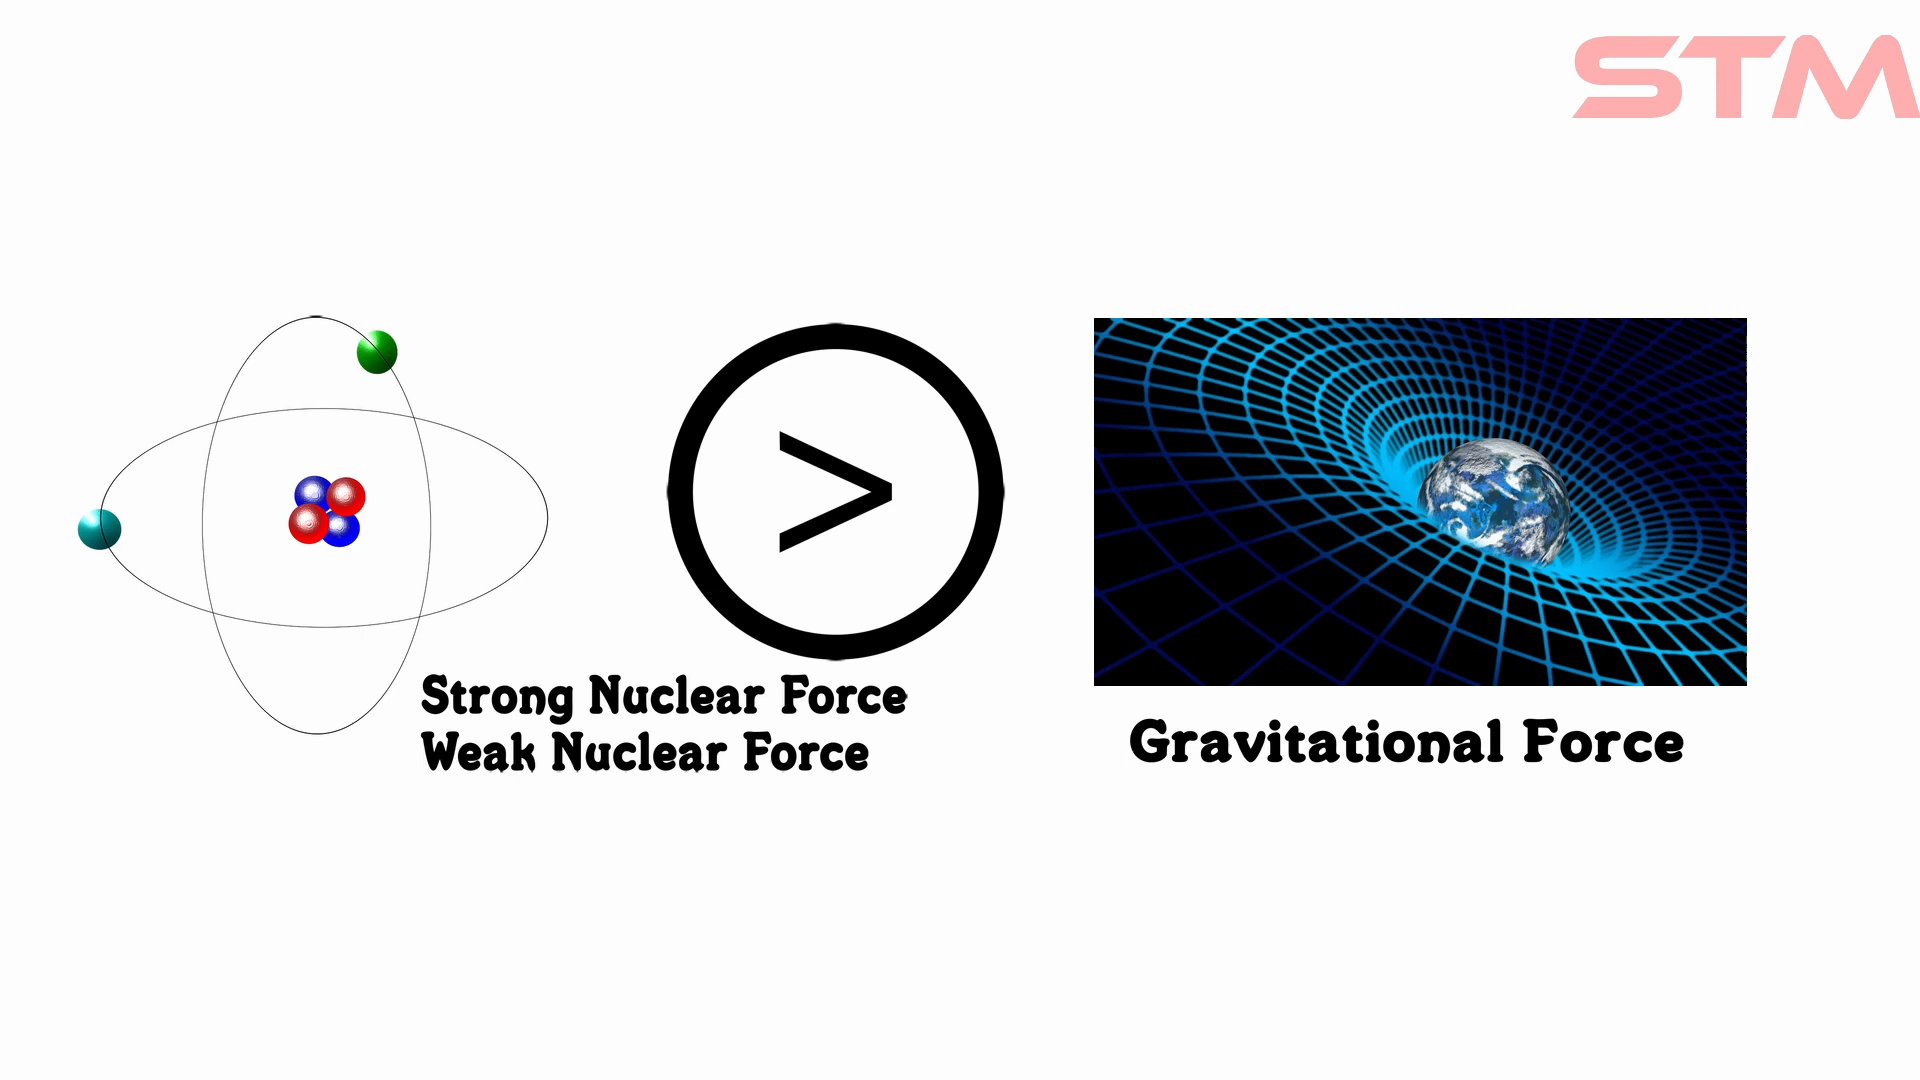 STM
>
Strong Nuclear Force
Weak Nuclear Force
Gravitational Force